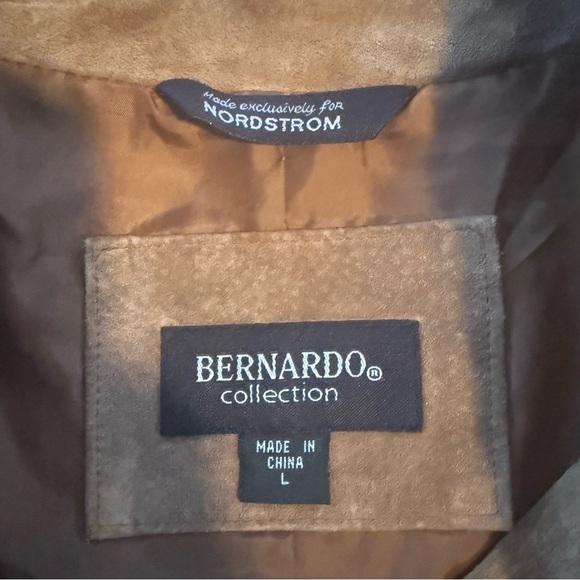 Made exclusively for
NORDSTROM
BERNARDO®
collection
MADE IN
CHINA
L